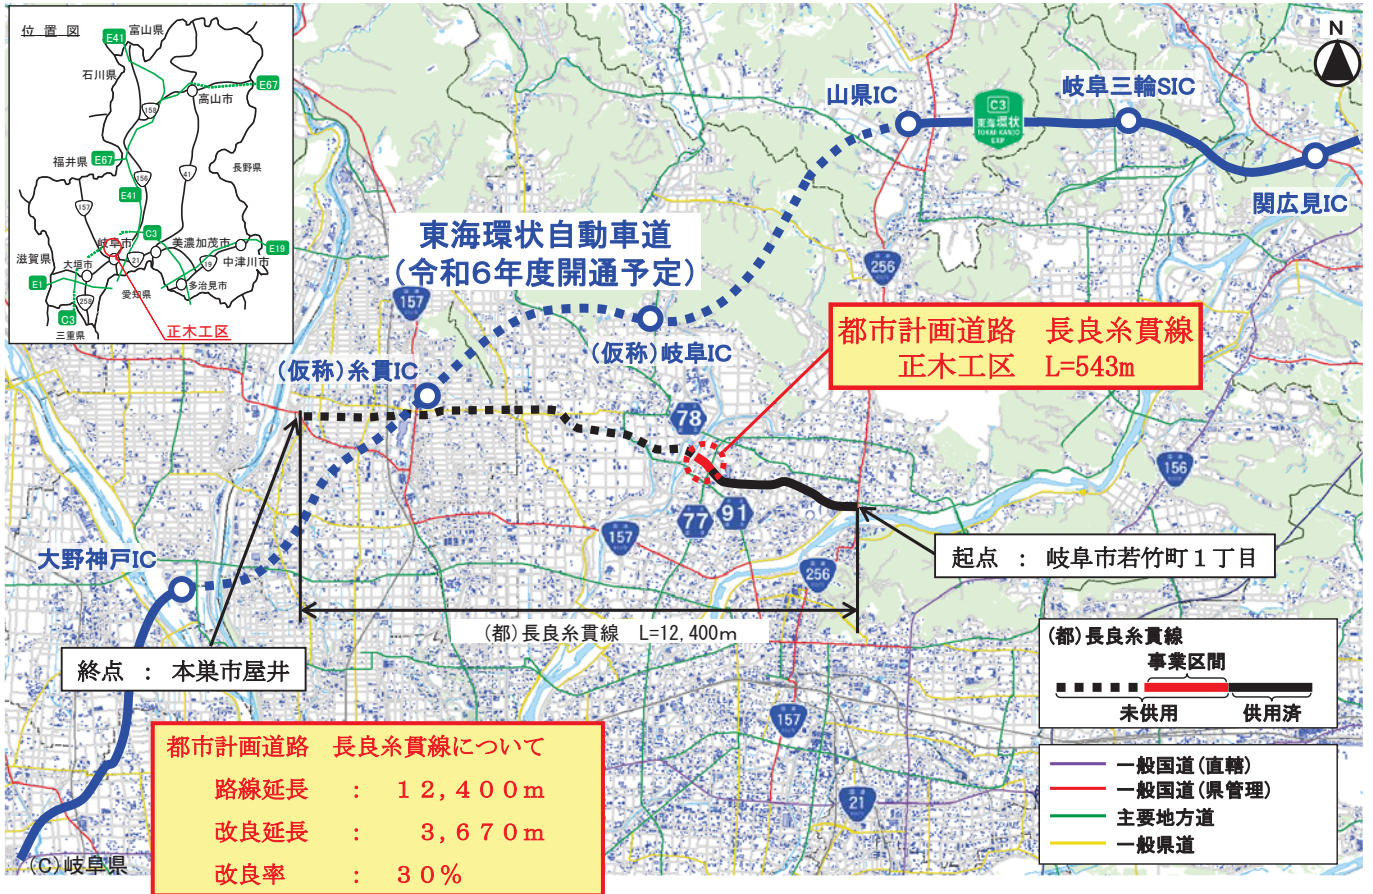 位置図
富山県
E41
石川県
E67
158
高山市
福井県
E67
長野県
156
41
E41
157
C3
岐阜市
美濃加茂市
E19
滋賀県
大垣市
21
19
中津川市
E1
多治見市
愛知県
258
C3
三重県
正木工区
N
山県IC
C3
東海環状
TOKAI-KANJO
EXP
岐阜三輪SIC
関広見IC
東海環状自動車道
(令和6年度開通予定)
256
157
都市計画道路 長良糸貫線
正木工区 L=543m
(仮称)岐阜IC
(仮称)糸貫IC
78
156
77
91
157
大野神戸IC
256
起点 : 岐阜市若竹町1丁目
(都)長良糸貫線 L=12,400m
終点 : 本巣市屋井
(都)長良糸貫線
事業区間
未供用
供用済
157
21
都市計画道路 長良糸貫線について
路線延長 : 12,400m
改良延長 : 3,670m
改良率 : 30%
一般国道(直轄)
一般国道(県管理)
主要地方道
一般県道
(C)岐阜県